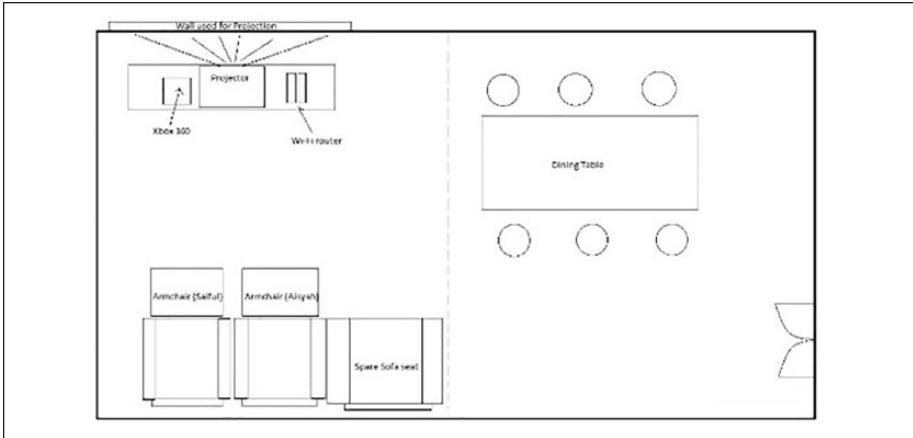 Wall used for Projection
Projector
Xbox 360
Wi-Fi router
Dining Table
Armchair (Saiful)
Armchair (Aisyah)
Spare Sofa seat